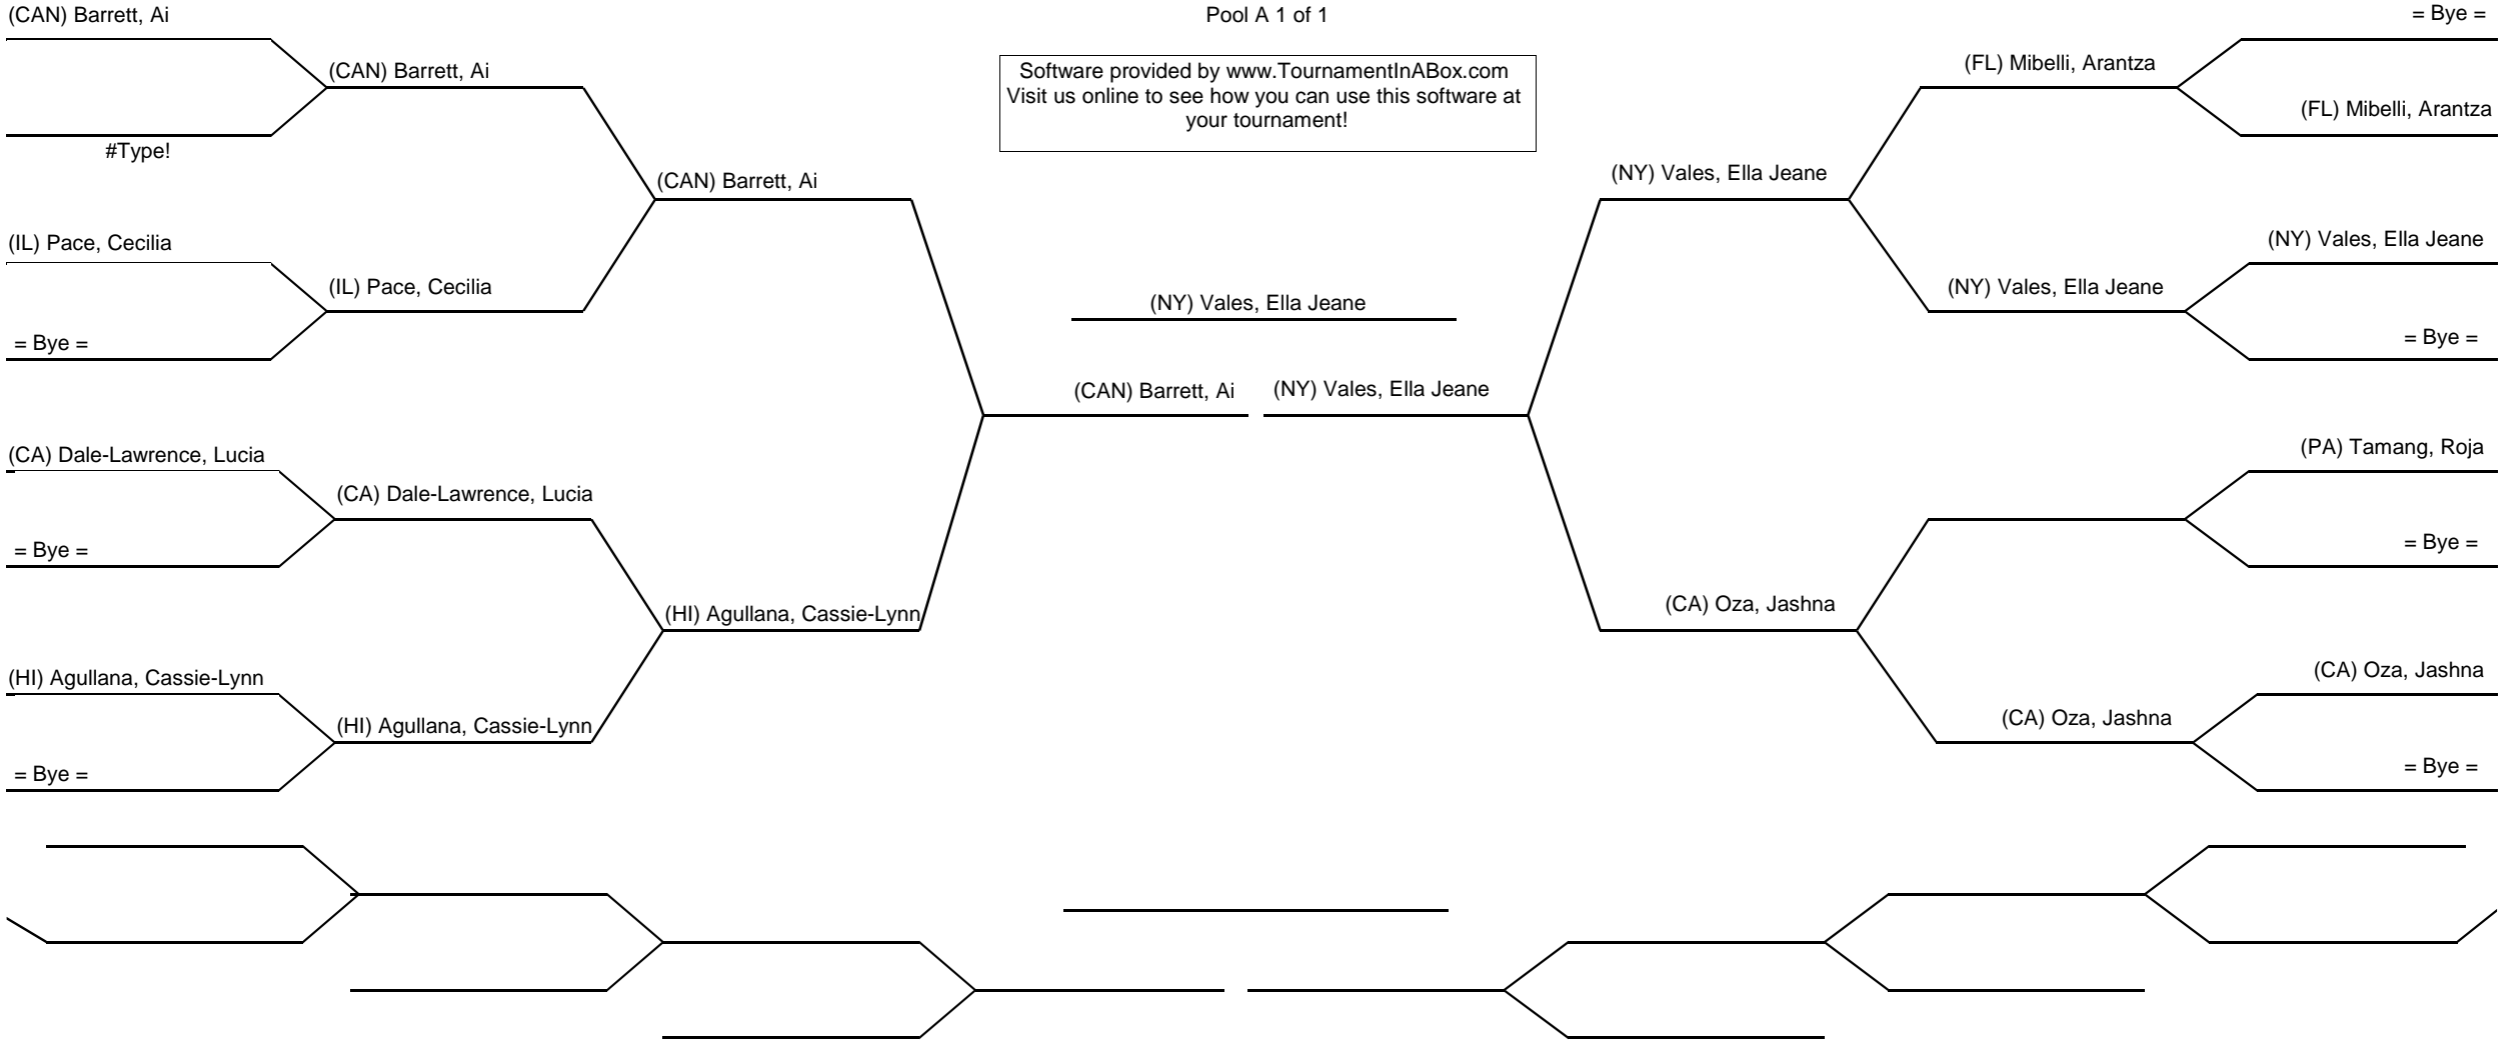 Pool A 1 of 1
Software provided by www.TournamentInABox.com
Visit us online to see how you can use this software at
your tournament!
(CAN) Barrett, Ai
#Type!
(IL) Pace, Cecilia
= Bye =
(CA) Dale-Lawrence, Lucia
= Bye =
(HI) Agullana, Cassie-Lynn
= Bye =
(CAN) Barrett, Ai
(IL) Pace, Cecilia
(CA) Dale-Lawrence, Lucia
(HI) Agullana, Cassie-Lynn
(CAN) Barrett, Ai
(HI) Agullana, Cassie-Lynn
(NY) Vales, Ella Jeane
(CAN) Barrett, Ai
(NY) Vales, Ella Jeane
(NY) Vales, Ella Jeane
(CA) Oza, Jashna
(FL) Mibelli, Arantza
(NY) Vales, Ella Jeane
(CA) Oza, Jashna
= Bye =
(FL) Mibelli, Arantza
(NY) Vales, Ella Jeane
= Bye =
(PA) Tamang, Roja
= Bye =
(CA) Oza, Jashna
= Bye =